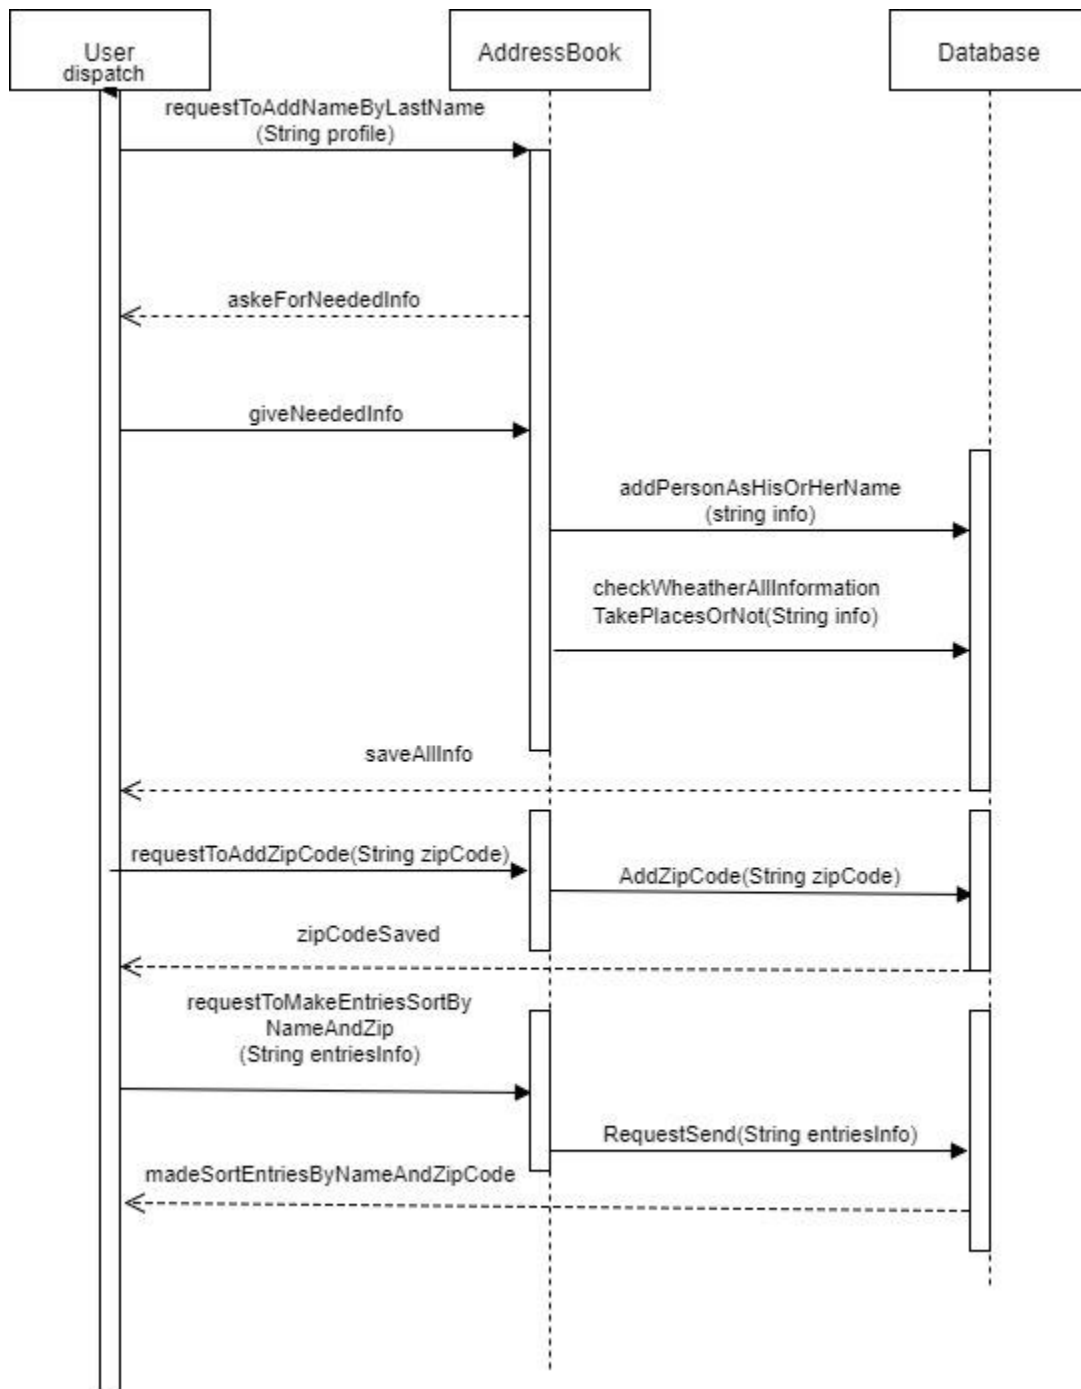 User
dispatch
AddressBook
Database
requestToAddNameByLastName
(String profile)
askeForNeededInfo
giveNeededInfo
addPersonAsHisOrHerName
(string info)
checkWheatherAllInformation
TakePlacesOrNot(String info)
saveAllInfo
requestToAddZipCode(String zipCode)
AddZipCode(String zipCode)
zipCodeSaved
requestToMakeEntriesSortBy
NameAndZip
(String entriesInfo)
RequestSend(String entriesInfo)
madeSortEntriesByNameAndZipCode